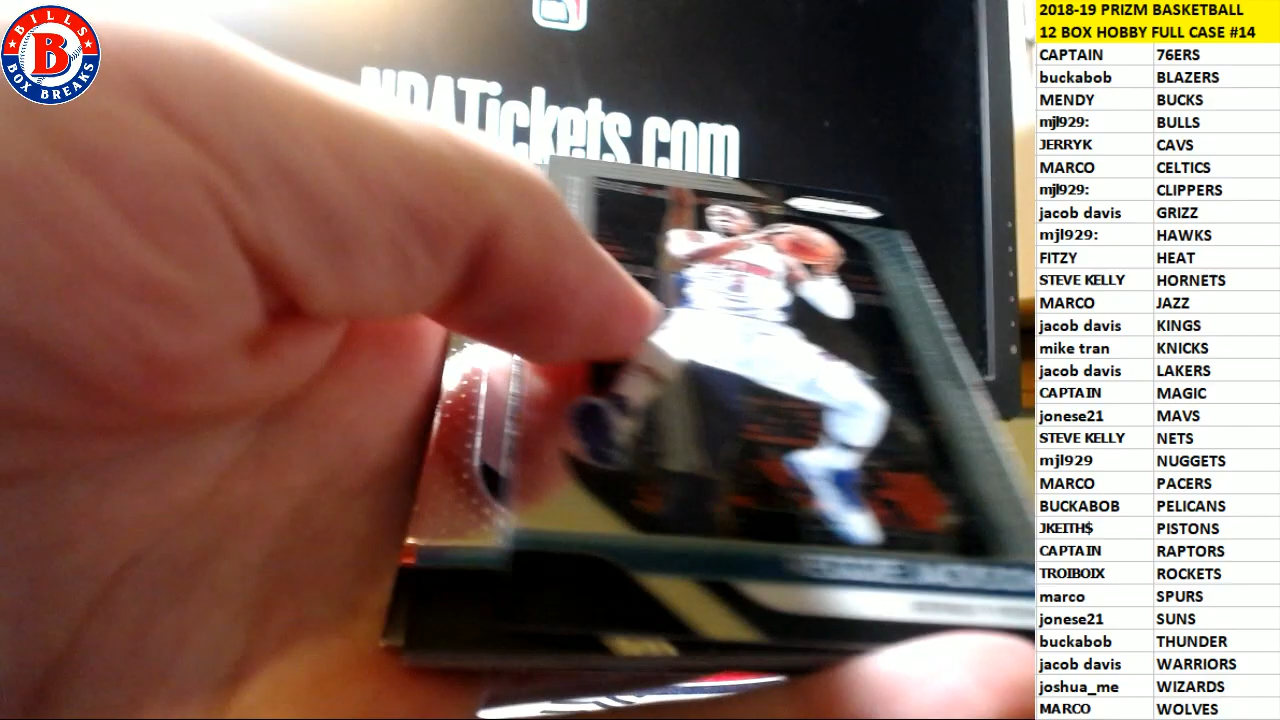 BILLS
B
BOX BREAKS
NBATickets.com
2018-19 PRIZM BASKETBALL
12 BOX HOBBY FULL CASE #14
CAPTAIN 76ERS
buckabob BLAZERS
MENDY BUCKS
mjl929: BULLS
JERRYK CAVS
MARCO CELTICS
mjl929: CLIPPERS
jacob davis GRIZZ
mjl929: HAWKS
FITZY HEAT
STEVE KELLY HORNETS
MARCO JAZZ
jacob davis KINGS
mike tran KNICKS
jacob davis LAKERS
CAPTAIN MAGIC
jonese21 MAVS
STEVE KELLY NETS
mjl929 NUGGETS
MARCO PACERS
BUCKABOB PELICANS
JKEITH$ PISTONS
CAPTAIN RAPTORS
TROIBOIX ROCKETS
marco SPURS
jonese21 SUNS
buckabob THUNDER
jacob davis WARRIORS
joshua_me WIZARDS
MARCO WOLVES